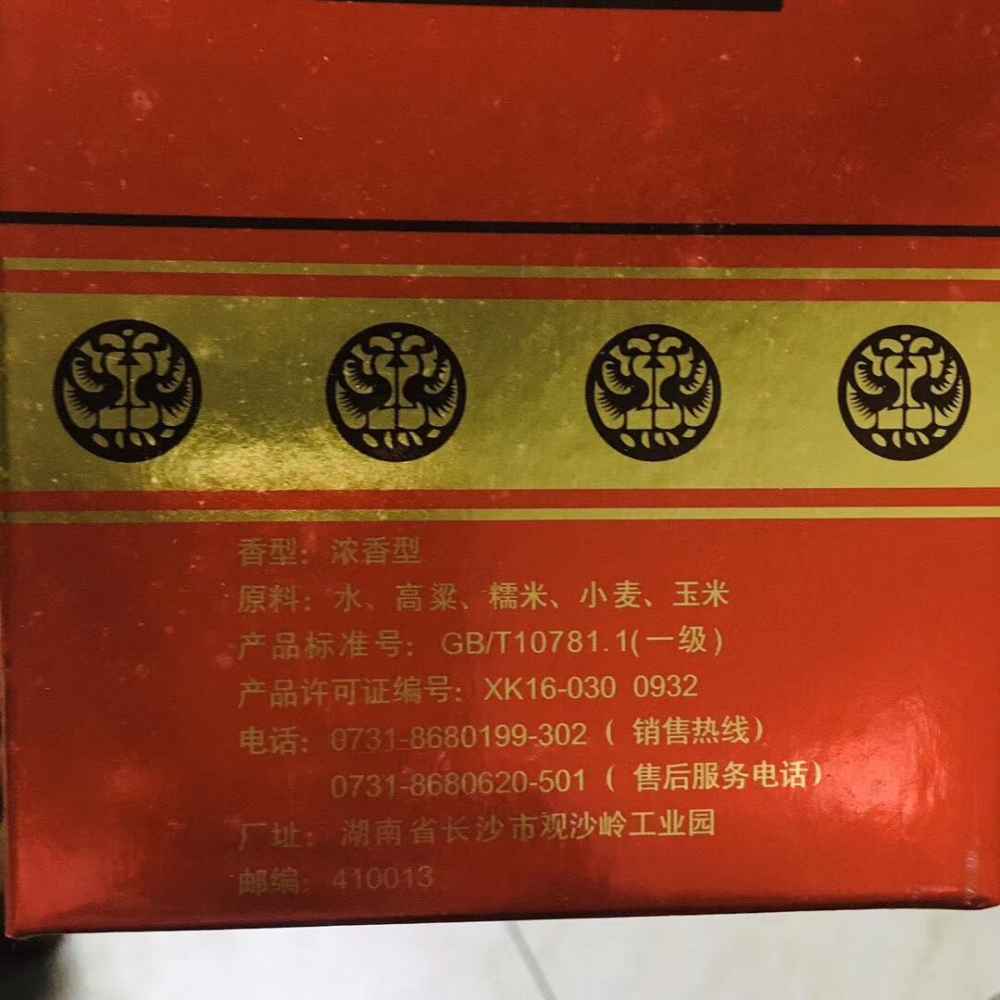 香型：浓香型
原料：水、高粱、糯米、小麦、玉米
产品标准号：GB/T10781.1(一级)
产品许可证编号：XK16-030 0932
电话：0731-8680199-302（销售热线）
0731-8680620-501（售后服务电话）
厂址：湖南省长沙市观沙岭工业园
邮编：410013